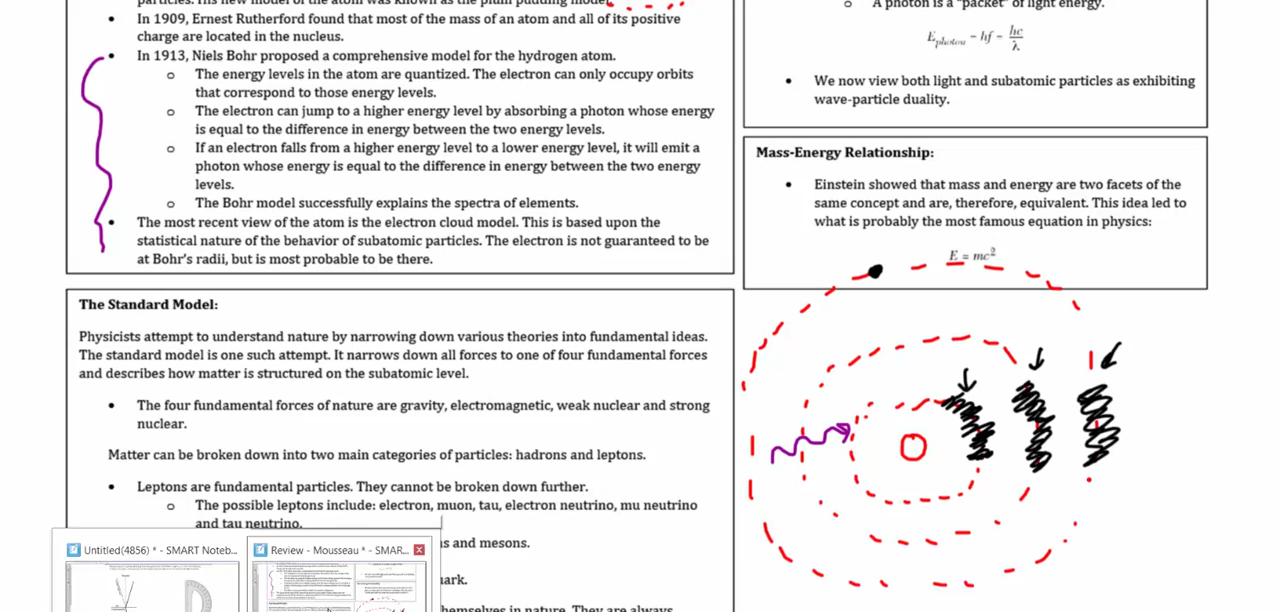 In 1909, Ernest Rutherford found that most of the mass of an atom and all of its positive
charge are located in the nucleus.
In 1913, Niels Bohr proposed a comprehensive model for the hydrogen atom.
The energy levels in the atom are quantized. The electron can only occupy orbits
that correspond to those energy levels.
The electron can jump to a higher energy level by absorbing a photon whose energy
is equal to the difference in energy between the two energy levels.
If an electron falls from a higher energy level to a lower energy level, it will emit a
photon whose energy is equal to the difference in energy between the two energy
levels.
The Bohr model successfully explains the spectra of elements.
The most recent view of the atom is the electron cloud model. This is based upon the
statistical nature of the behavior of subatomic particles. The electron is not guaranteed to be
at Bohr's radii, but is most probable to be there.
The Standard Model:
Physicists attempt to understand nature by narrowing down various theories into fundamental ideas.
The standard model is one such attempt. It narrows down all forces to one of four fundamental forces
and describes how matter is structured on the subatomic level.
The four fundamental forces of nature are gravity, electromagnetic, weak nuclear and strong
nuclear.
Matter can be broken down into two main categories of particles: hadrons and leptons.
Leptons are fundamental particles. They cannot be broken down further.
The possible leptons include: electron, muon, tau, electron neutrino, mu neutrino
and tau neutrino.
and mesons.
Untitled(4856) * - SMART Noteb...
Review - Mousseau * - SMAR...
themselves in nature. They are always
A photon is a "packet" of light energy.
E photon = hf = hc/λ
We now view both light and subatomic particles as exhibiting
wave-particle duality.
Mass-Energy Relationship:
Einstein showed that mass and energy are two facets of the
same concept and are, therefore, equivalent. This idea led to
what is probably the most famous equation in physics:
E = mc²